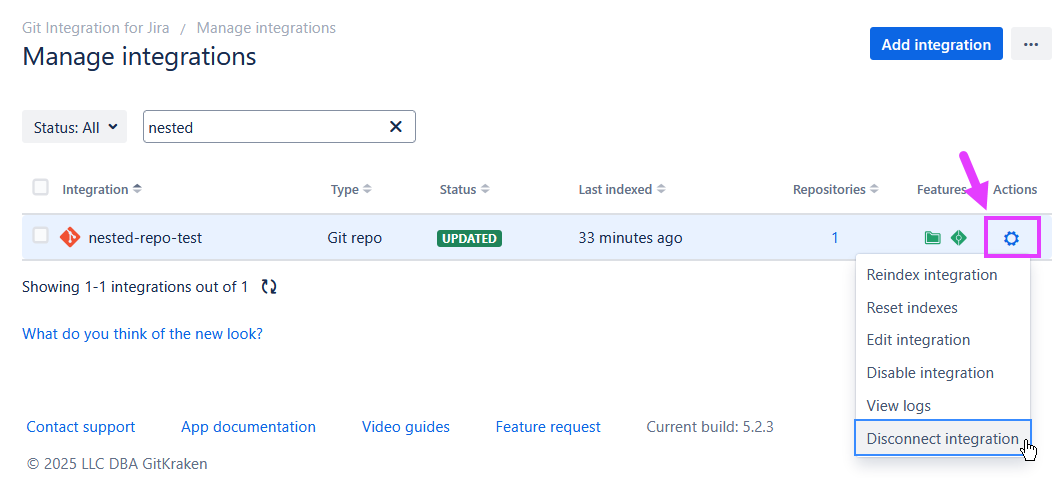 Git Integration for Jira / Manage integrations
Manage integrations
Add integration
...
Status: All
nested
Integration Type Status Last indexed Repositories Features Actions
nested-repo-test Git repo UPDATED 33 minutes ago 1
Showing 1-1 integrations out of 1
What do you think of the new look?
Reindex integration
Reset indexes
Edit integration
Disable integration
View logs
Disconnect integration
Contact support App documentation Video guides Feature request Current build: 5.2.3
© 2025 LLC DBA GitKraken